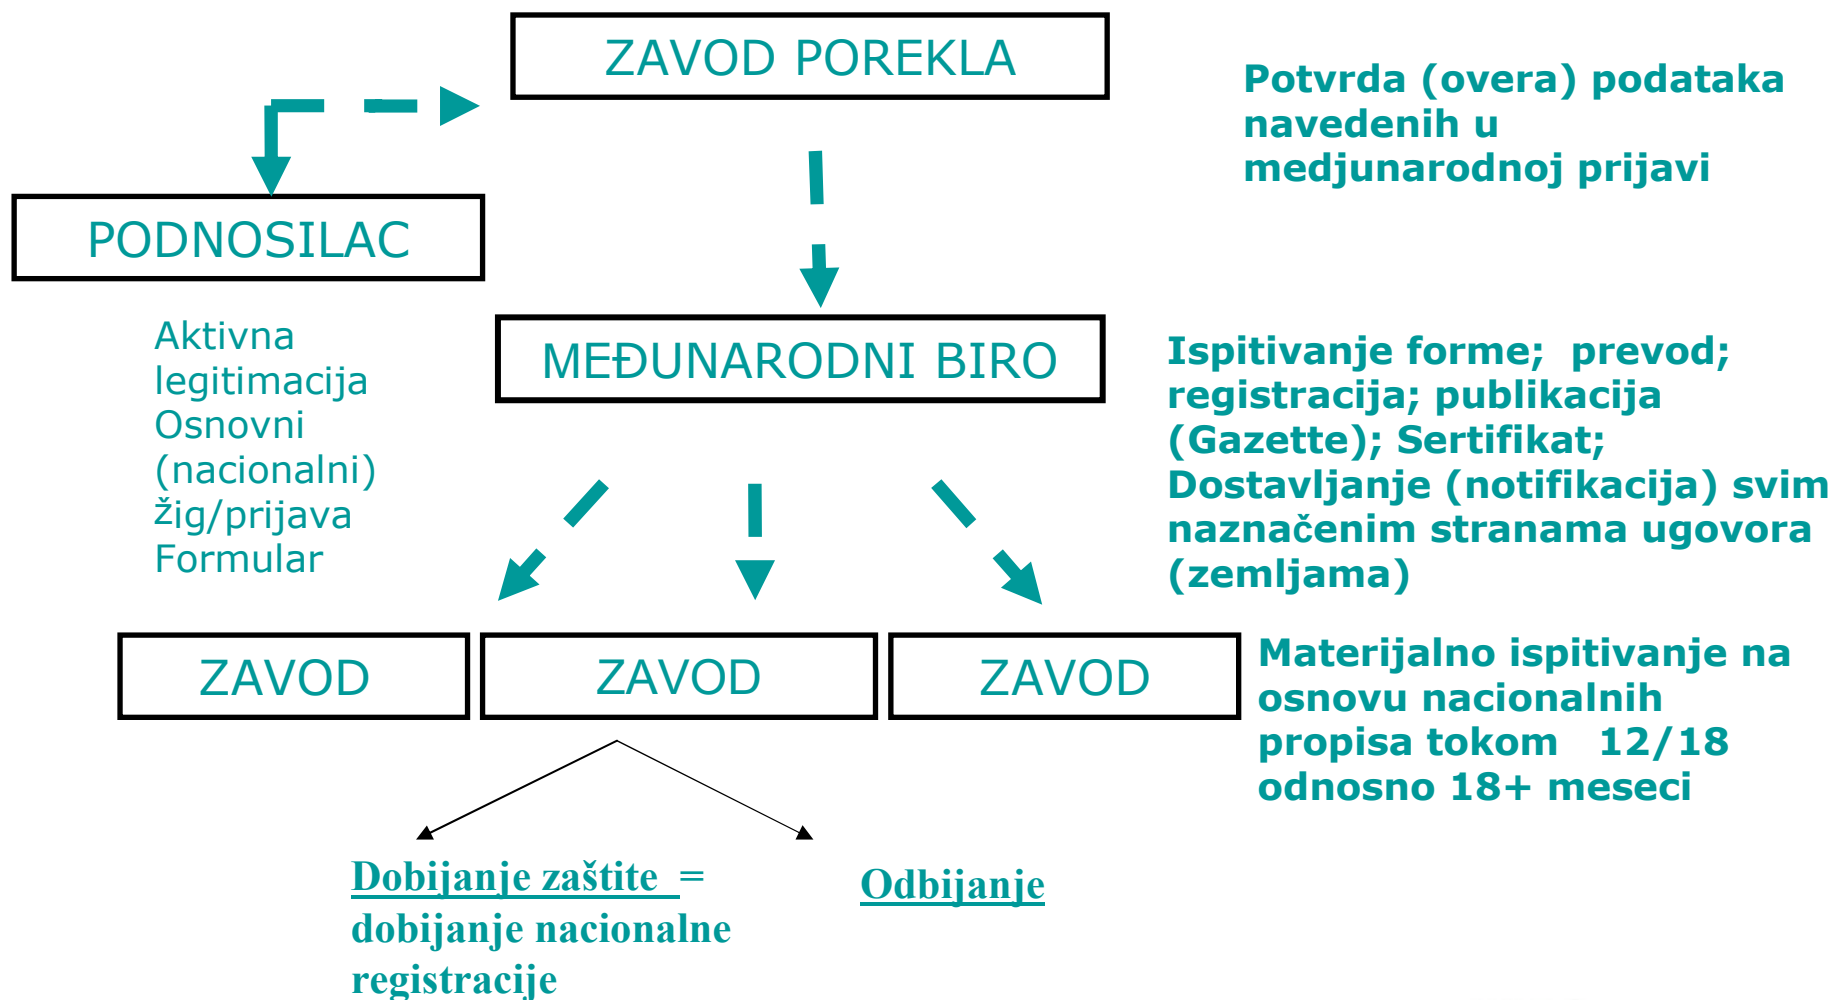 ZAVOD POREKLA
Potvrda (overa) podataka
navedenih u
medjunarodnoj prijavi
PODNOSILAC
Aktivna
legitimacija
Osnovni
(nacionalni)
žig/prijava
Formular
MEĐUNARODNI BIRO
Ispitivanje forme; prevod;
registracija; publikacija
(Gazette); Sertifikat;
Dostavljanje (notifikacija) svim
naznačenim stranama ugovora
(zemljama)
ZAVOD
ZAVOD
ZAVOD
Materijalno ispitivanje na
osnovu nacionalnih
propisa tokom 12/18
odnosno 18+ meseci
Dobijanje zaštite =
dobijanje nacionalne
registracije
Odbijanje